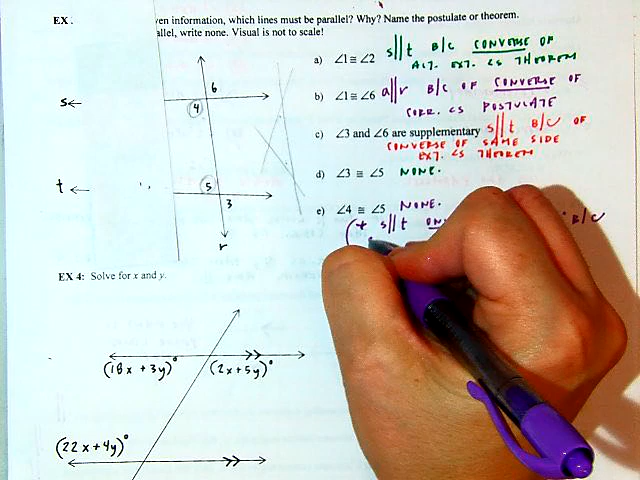 EX. ven information, which lines must be parallel? Why? Name the postulate or theorem.
allel, write none. Visual is not to scale!
a) ∠1 ≅ ∠2 s||t B/C CONVERSE OF
ALT. EXT. ∠S THEOREM
b) ∠1 ≅ ∠6 a||r B/C OF CONVERSE OF
CORR. ∠S POSTULATE
c) ∠3 and ∠6 are supplementary s||t B/C OF
CONVERSE OF SAME SIDE
EXT. ∠S THEOREM
d) ∠3 ≅ ∠5 NONE.
e) ∠4 ≅ ∠5 NONE.
s||t B/C
6
s
4
t
5
3
r
EX 4: Solve for x and y.
(18x + 3y)° (2x + 5y)°
(22x + 4y)°